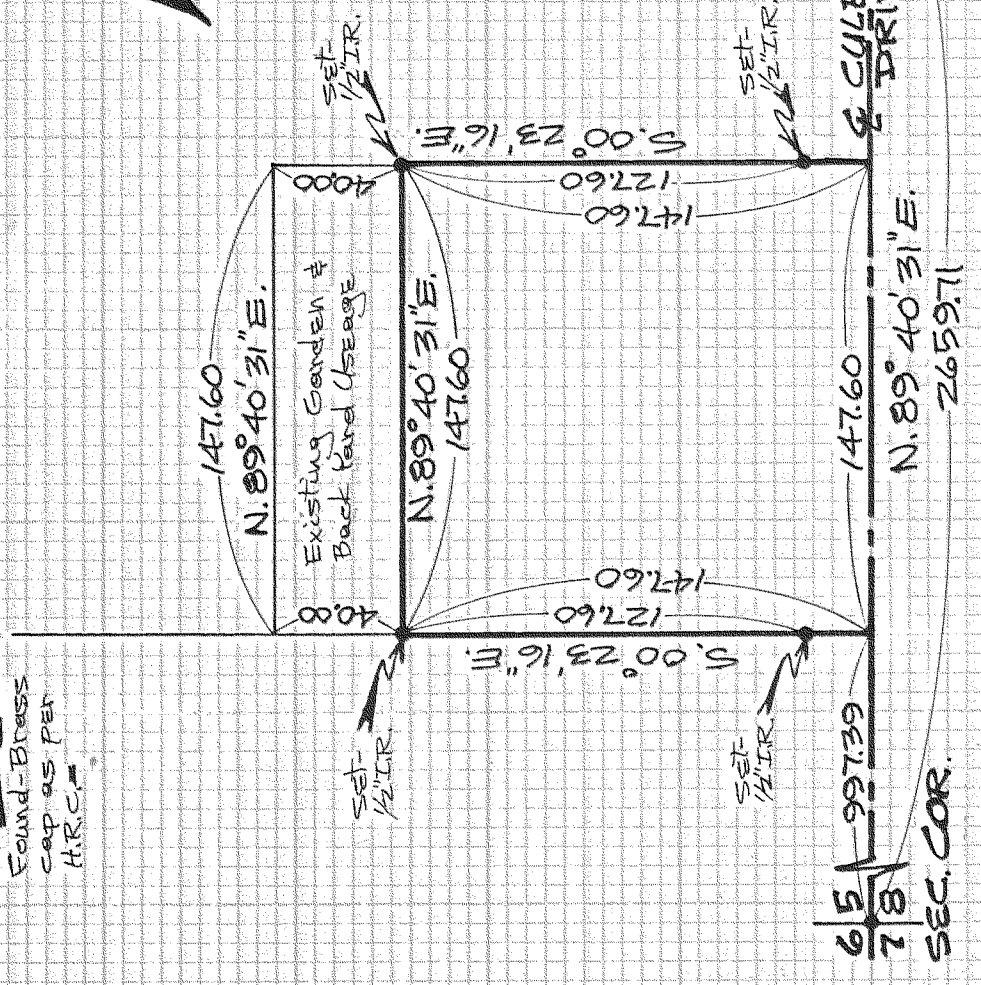 Found-Brass
Cap as per
H.R.C.
SET-
1/2" I.R.
SET-
1/2" I.R.
SET-
1/2" I.R.
SET-
1/2" I.R.
147.60
N. 89° 40' 31" E.
40.00
40.00
Existing Garden &
Back Yard Useage
N. 89° 40' 31" E.
147.60
S. 00° 23' 16" E.
127.60
147.60
S. 00° 23' 16" E.
127.60
147.60
147.60
N. 89° 40' 31" E.
2659.71
997.39
6 5
7 8
SEC. COR.